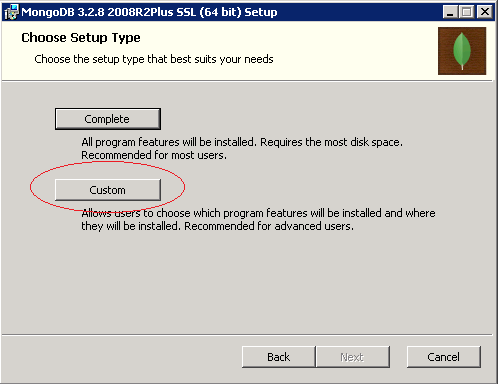 MongoDB 3.2.8 2008R2Plus SSL (64 bit) Setup
Choose Setup Type
Choose the setup type that best suits your needs
Complete
All program features will be installed. Requires the most disk space.
Recommended for most users.
Custom
Allows users to choose which program features will be installed and where
they will be installed. Recommended for advanced users.
Back
Next
Cancel